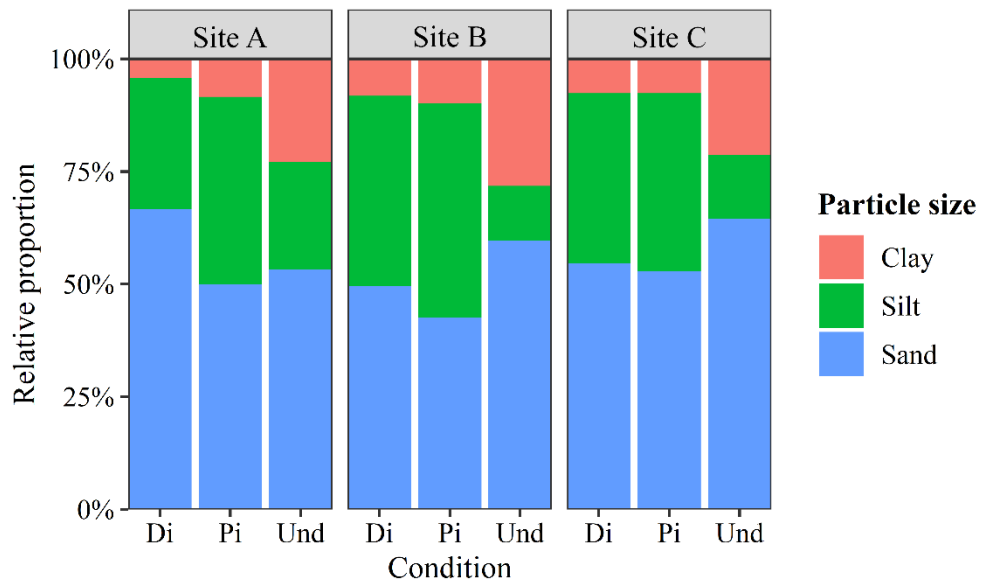 Site A
Site B
Site C
Relative proportion
100%
75%
50%
25%
0%
Di
Pi
Und
Di
Pi
Und
Di
Pi
Und
Condition
Particle size
Clay
Silt
Sand